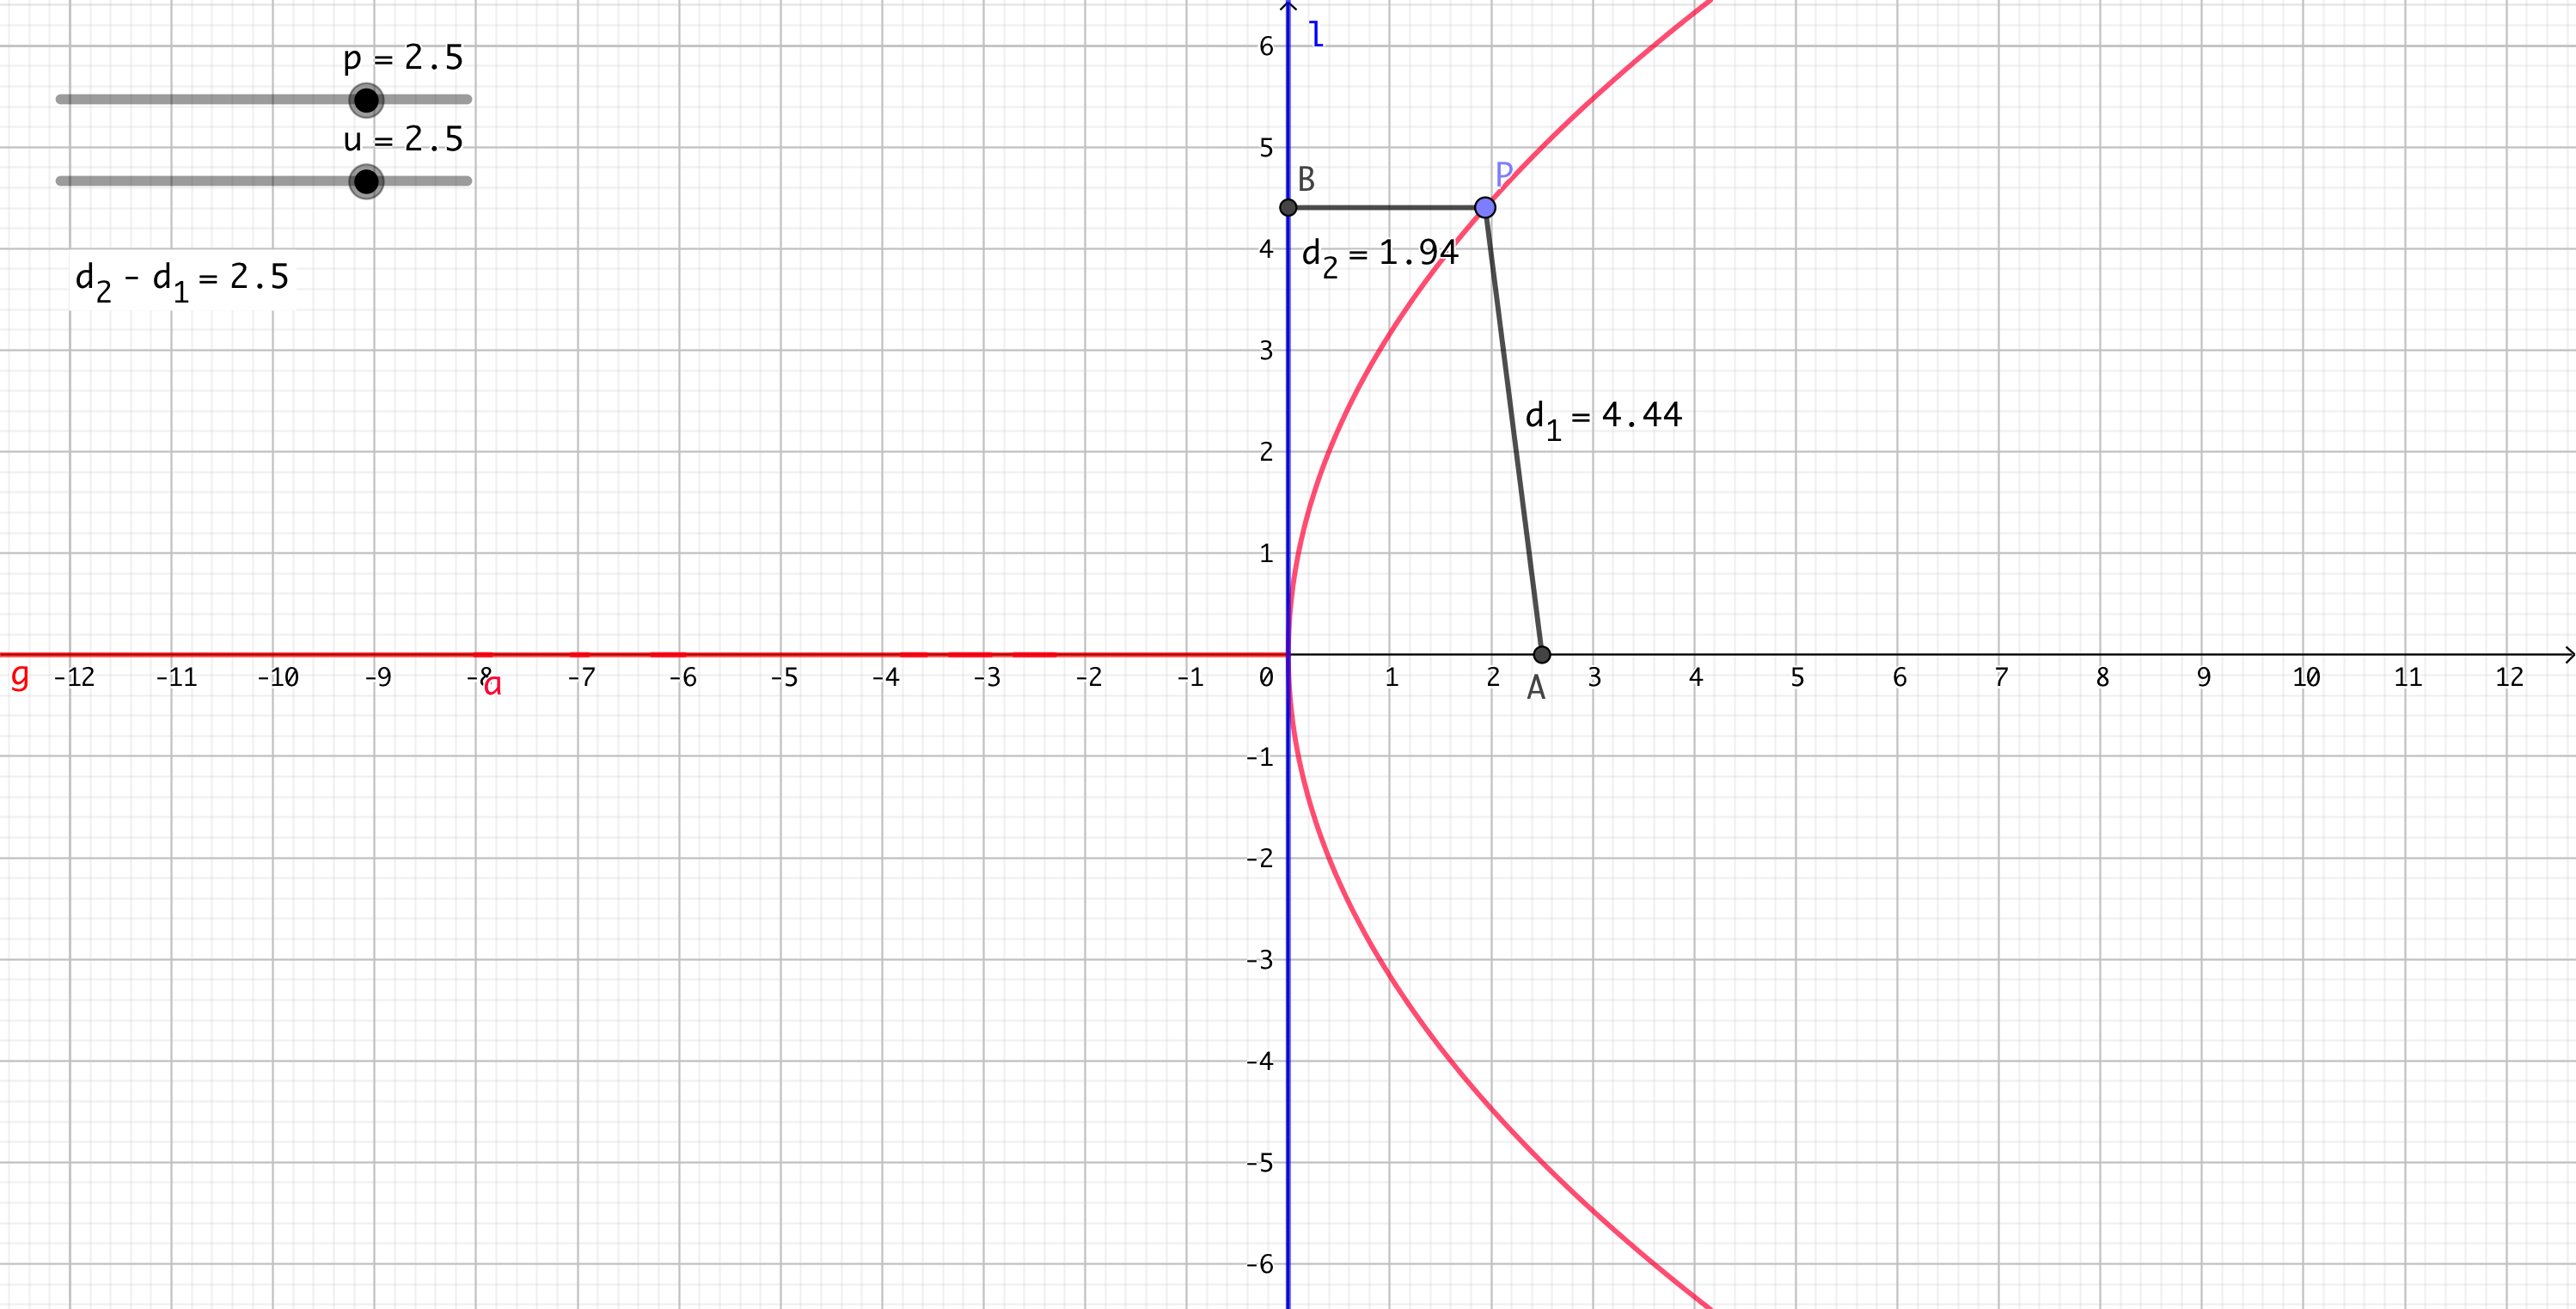 p = 2.5
u = 2.5
d2 - d1 = 2.5
l
6
5
B
P
4
d2 = 1.94
3
d1 = 4.44
2
1
g
-12 -11 -10 -9 -8 -7 -6 -5 -4 -3 -2 -1 0 1 2 3 4 5 6 7 8 9 10 11 12
a
A
-1
-2
-3
-4
-5
-6